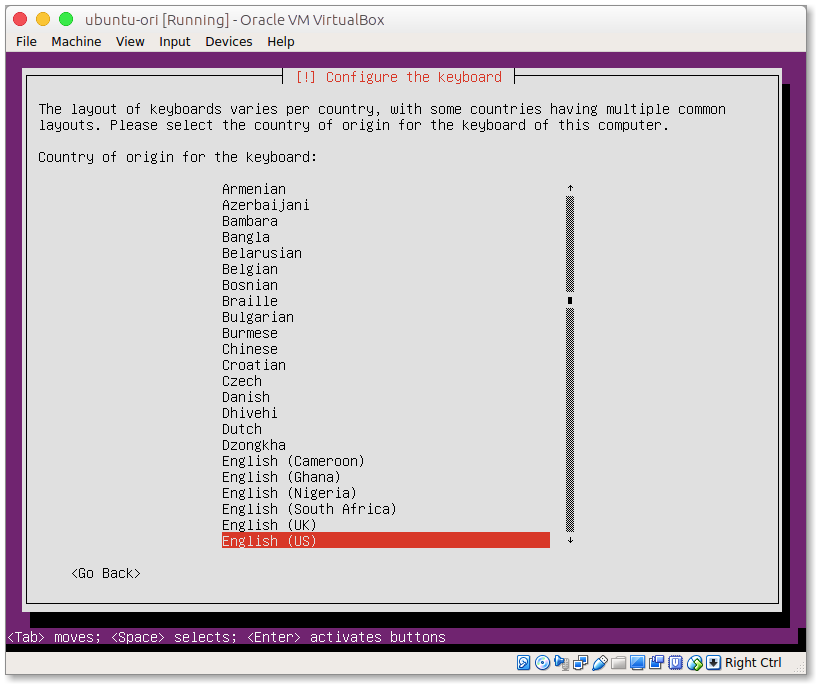 ubuntu-ori [Running] - Oracle VM VirtualBox
File Machine View Input Devices Help
[!] Configure the keyboard
The layout of keyboards varies per country, with some countries having multiple common
layouts. Please select the country of origin for the keyboard of this computer.
Country of origin for the keyboard:
Armenian
Azerbaijani
Bambara
Bangla
Belarusian
Belgian
Bosnian
Braille
Bulgarian
Burmese
Chinese
Croatian
Czech
Danish
Dhivehi
Dutch
Dzongkha
English (Cameroon)
English (Ghana)
English (Nigeria)
English (South Africa)
English (UK)
English (US)
<Go Back>
<Tab> moves; <Space> selects; <Enter> activates buttons
Right Ctrl